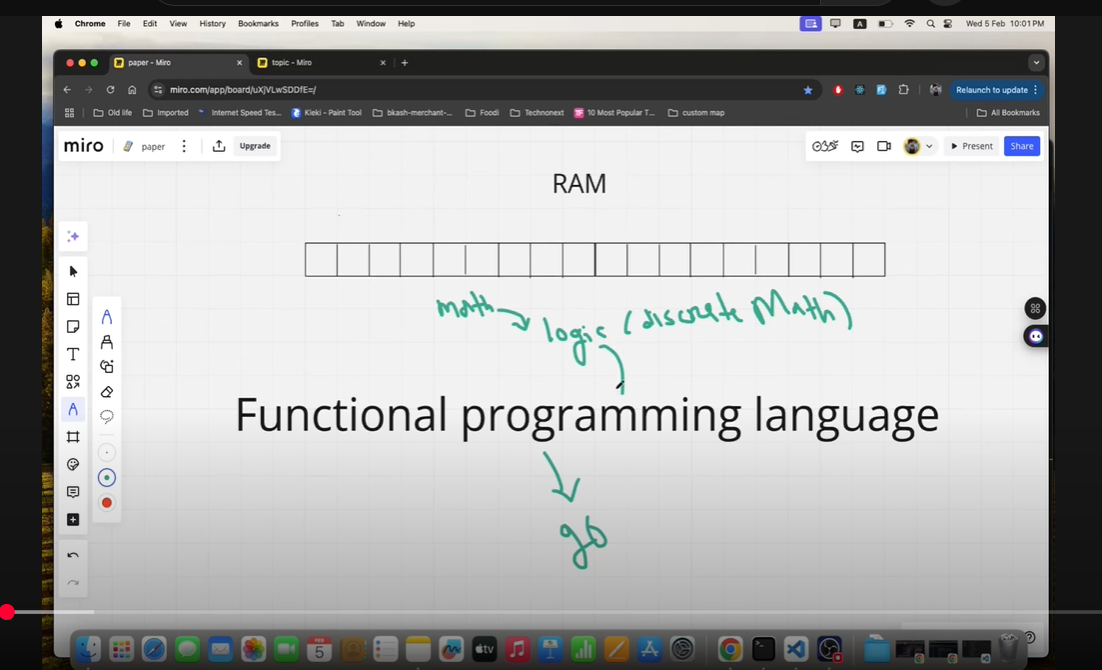 Chrome File Edit View History Bookmarks Profiles Tab Window Help A Wed 5 Feb 10:01 PM
paper - Miro topic - Miro
miro.com/app/board/uXjVLwSDDfE=/ Relaunch to update
Old life Imported Internet Speed Tes... Kleki - Paint Tool bkash-merchant-... Foodi Technonext 10 Most Popular T... custom map All Bookmarks
miro paper Upgrade Present Share
RAM
math logic (discrete Math)
Functional programming language
go
FEB
5
tv